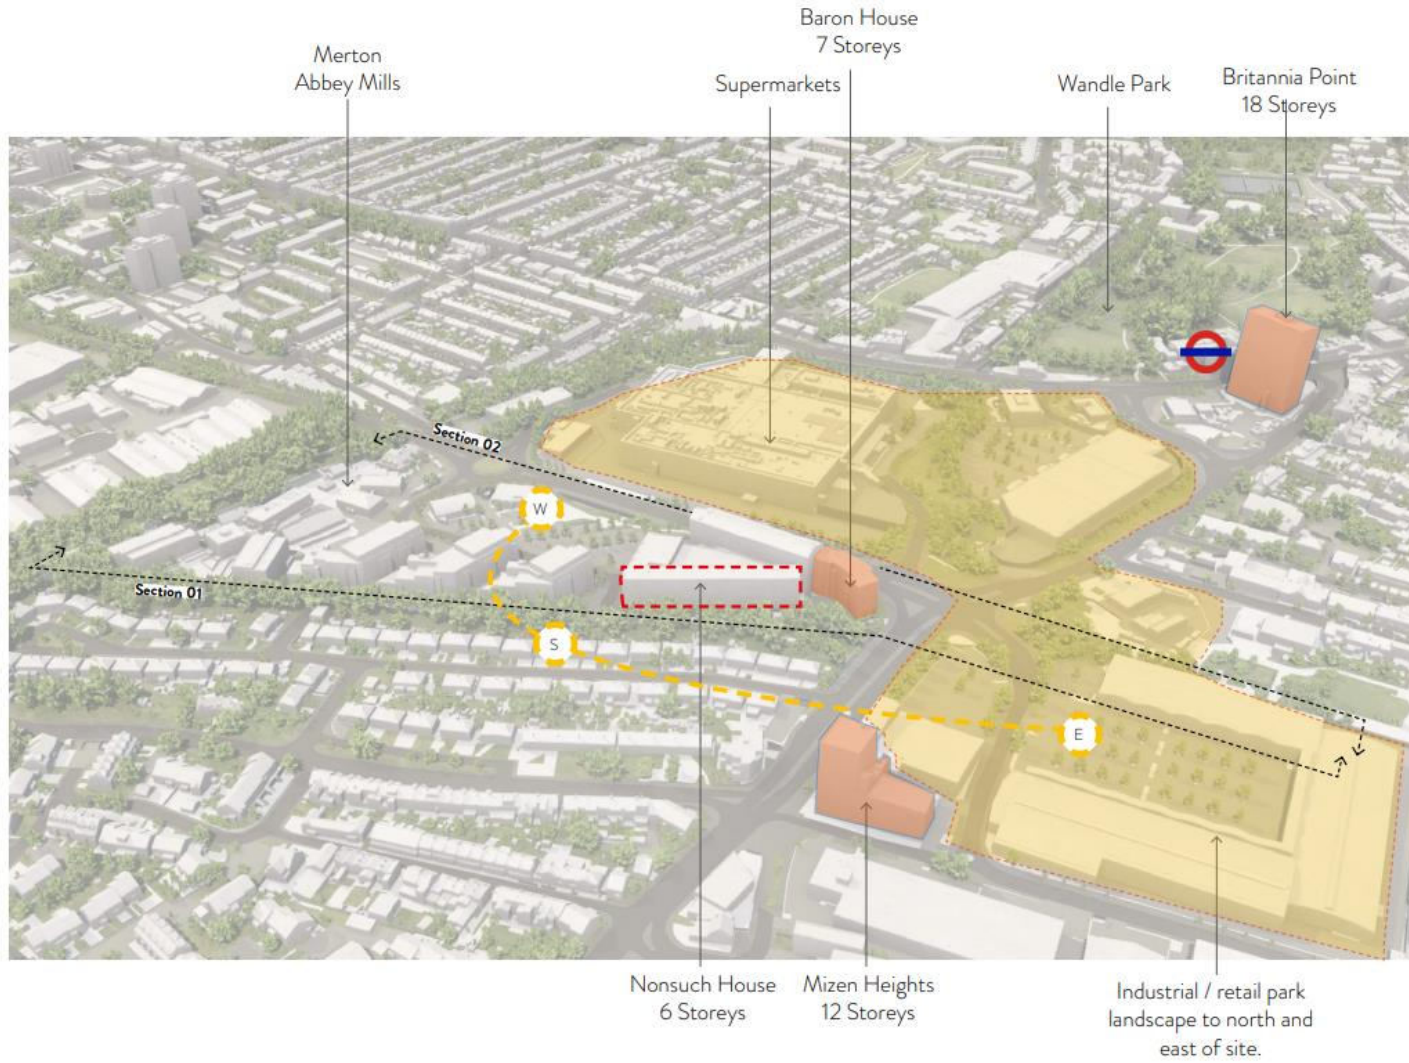 Baron House
7 Storeys
Merton
Abbey Mills
Supermarkets
Wandle Park
Britannia Point
18 Storeys
Section 02
W
Section 01
S
E
Nonsuch House
6 Storeys
Mizen Heights
12 Storeys
Industrial / retail park
landscape to north and
east of site.